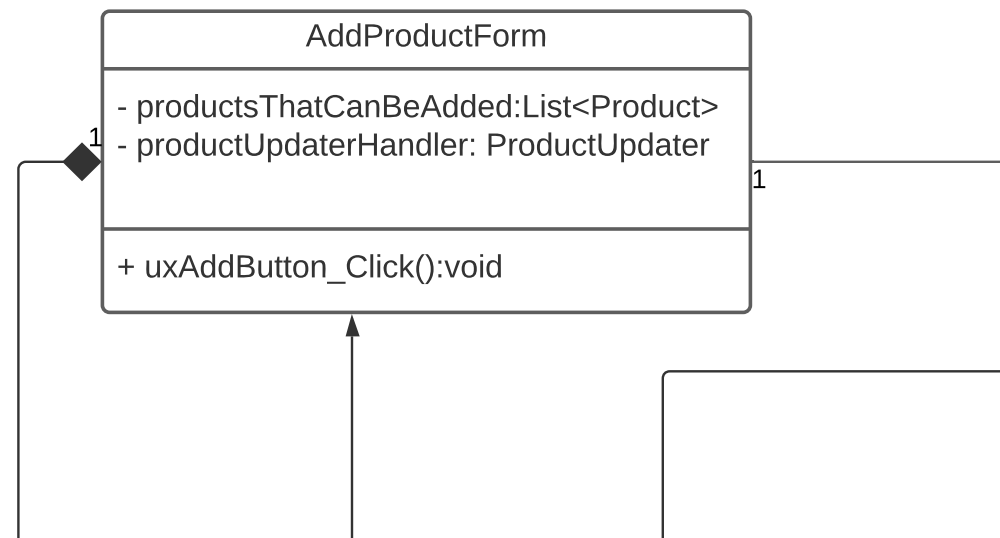 AddProductForm
- productsThatCanBeAdded:List<Product>
1
- productUpdaterHandler: ProductUpdater
1
+ uxAddButton_Click():void